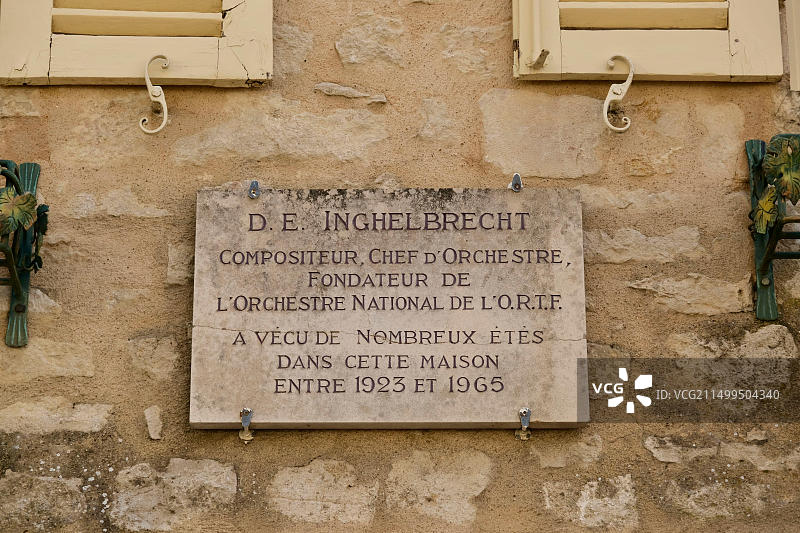 D. E. INGHELBRECHT
COMPOSITEUR, CHEF D'ORCHESTRE,
FONDATEUR DE
L'ORCHESTRE NATIONAL DE L'O.R.T.F.
A VÉCU DE NOMBREUX ÉTÉS
DANS CETTE MAISON
ENTRE 1923 ET 1965
VCG ID: VCG211499504340